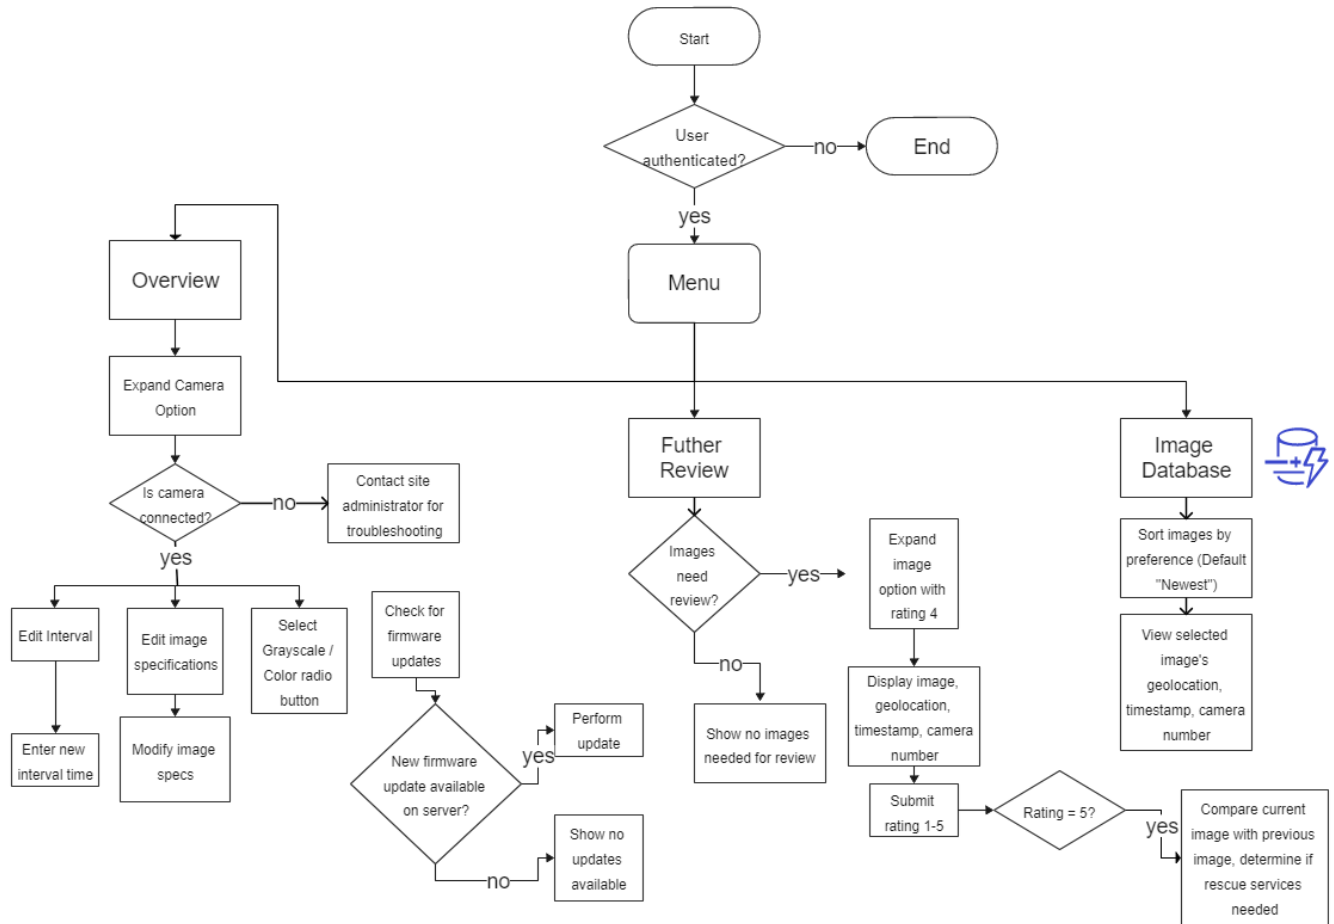 Start
User
authenticated?
no
End
yes
Menu
Overview
Expand Camera
Option
Is camera
connected?
no
Contact site
administrator for
troubleshooting
yes
Edit Interval
Enter new
interval time
Edit image
specifications
Modify image
specs
Select
Grayscale /
Color radio
button
Check for
firmware
updates
New firmware
update available
on server?
yes
Perform
update
no
Show no
updates
available
Futher
Review
Images
need
review?
yes
no
Show no images
needed for review
Expand
image
option with
rating 4
Display image,
geolocation,
timestamp, camera
number
Submit
rating 1-5
Rating = 5?
yes
Compare current
image with previous
image, determine if
rescue services
needed
Image
Database
Sort images by
preference (Default
"Newest")
View selected
image's
geolocation,
timestamp, camera
number